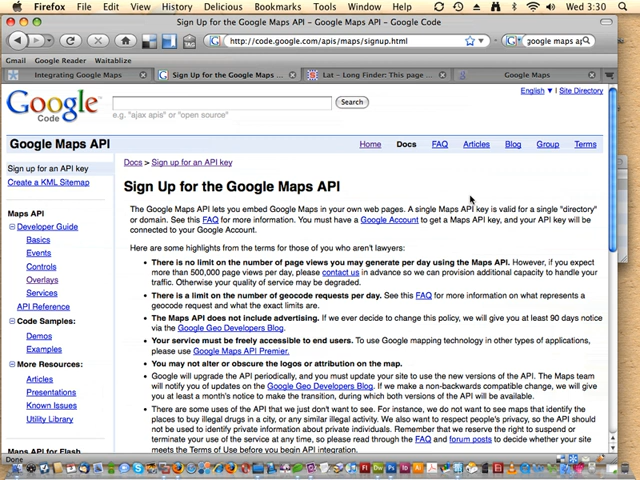 Firefox File Edit View History Bookmarks Tools Window Help Wed 3:30
Sign Up for the Google Maps API - Google Maps API - Google Code
http://code.google.com/apis/maps/signup.html
google maps ap
Gmail Google Reader Waitablize
Integrating Google Maps
Sign Up for the Google Maps ...
Lat – Long Finder: This page ...
Google Maps
English ▼ | Site Directory
Google Code
Search
e.g. "ajax apis" or "open source"
Google Maps API
Home Docs FAQ Articles Blog Group Terms
Sign up for an API key
Create a KML Sitemap
Maps API
Developer Guide
Basics
Events
Controls
Overlays
Services
API Reference
Code Samples:
Demos
Examples
More Resources:
Articles
Presentations
Known Issues
Utility Library
Maps API for Flash
Docs > Sign up for an API key
Sign Up for the Google Maps API
The Google Maps API lets you embed Google Maps in your own web pages. A single Maps API key is valid for a single "directory"
or domain. See this FAQ for more information. You must have a Google Account to get a Maps API key, and your API key will be
connected to your Google Account.
Here are some highlights from the terms for those of you who aren't lawyers:
• There is no limit on the number of page views you may generate per day using the Maps API. However, if you expect
more than 500,000 page views per day, please contact us in advance so we can provision additional capacity to handle your
traffic. Otherwise your quality of service may be degraded.
• There is a limit on the number of geocode requests per day. See this FAQ for more information on what represents a
geocode request and what the exact limits are.
• The Maps API does not include advertising. If we ever decide to change this policy, we will give you at least 90 days notice
via the Google Geo Developers Blog.
• Your service must be freely accessible to end users. To use Google mapping technology in other types of applications,
please use Google Maps API Premier.
• You may not alter or obscure the logos or attribution on the map.
• Google will upgrade the API periodically, and you must update your site to use the new versions of the API. The Maps team
will notify you of updates on the Google Geo Developers Blog. If we make a non-backwards compatible change, we will give
you at least a month's notice to make the transition, during which both versions of the API will be available.
• There are some uses of the API that we just don't want to see. For instance, we do not want to see maps that identify the
places to buy illegal drugs in a city, or any similar illegal activity. We also want to respect people's privacy, so the API should
not be used to identify private information about private individuals. Remember that we reserve the right to suspend or
terminate your use of the service at any time, so please read through the FAQ and forum posts to decide whether your site
meets the Terms of Use before you begin API integration.
Done